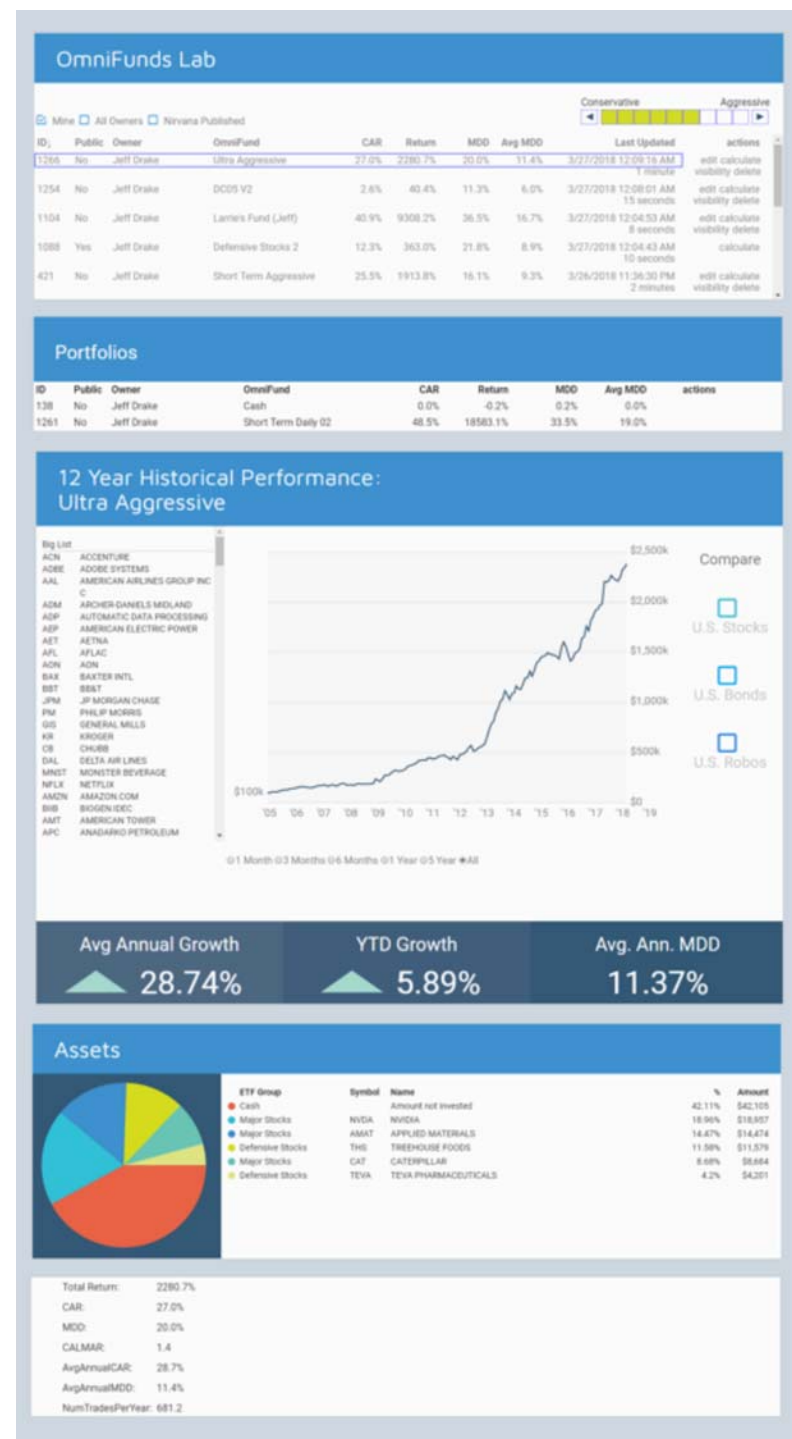 OmniFunds Lab
Conservative Aggressive
Mine All Owners Nirvana Published
ID↓ Public Owner OmniFund CAR Return MDD Avg MDD Last Updated actions
1266 No Jeff Drake Ultra Aggressive 27.0% 2280.7% 20.0% 11.4% 3/27/2018 12:09:16 AM edit calculate
1 minute visibility delete
1254 No Jeff Drake DC05 V2 2.6% 40.4% 11.3% 6.0% 3/27/2018 12:08:01 AM edit calculate
15 seconds visibility delete
1104 No Jeff Drake Fund (Jeff) 40.9% 9308.2% 36.5% 16.7% 3/27/2018 12:04:53 AM edit calculate
8 seconds visibility delete
1088 Yes Jeff Drake Defensive Stocks 2 12.3% 363.0% 21.8% 8.9% 3/27/2018 12:04:43 AM calculate
10 seconds
421 No Jeff Drake Short Term Aggressive 25.5% 1913.8% 16.1% 9.3% 3/26/2018 11:36:30 PM edit calculate
2 minutes visibility delete
Portfolios
ID Public Owner OmniFund CAR Return MDD Avg MDD actions
138 No Jeff Drake Cash 0.0% -0.2% 0.2% 0.0%
1261 No Jeff Drake Short Term Daily 02 48.5% 18583.1% 33.5% 19.0%
12 Year Historical Performance:
Ultra Aggressive
Big List
ACN ACCENTURE
ADBE ADOBE SYSTEMS
AAL AMERICAN AIRLINES GROUP INC
C
ADM ARCHER-DANIELS MIDLAND
ADP AUTOMATIC DATA PROCESSING
AEP AMERICAN ELECTRIC POWER
AET AETNA
AFL AFLAC
AON AON
BAX BAXTER INTL
BBT BB&T
JPM JP MORGAN CHASE
PM PHILIP MORRIS
GIS GENERAL MILLS
KR KROGER
CB CHUBB
DAL DELTA AIR LINES
MNST MONSTER BEVERAGE
NFLX NETFLIX
AMZN AMAZON.COM
BIIB BIOGEN IDEC
AMT AMERICAN TOWER
APC ANADARKO PETROLEUM
$2,500k
$2,000k
$1,500k
$1,000k
$500k
$0
$100k
'05 '06 '07 '08 '09 '10 '11 '12 '13 '14 '15 '16 '17 '18 '19
1 Month 3 Months 6 Months 1 Year 5 Year All
Compare
U.S. Stocks
U.S. Bonds
U.S. Robos
Avg Annual Growth YTD Growth Avg. Ann. MDD
28.74% 5.89% 11.37%
Assets
ETF Group Symbol Name % Amount
Cash Amount not invested 42.11% $42,105
Major Stocks NVDA NVIDIA 18.96% $18,957
Major Stocks AMAT APPLIED MATERIALS 14.47% $14,474
Defensive Stocks THS TREEHOUSE FOODS 11.58% $11,579
Major Stocks CAT CATERPILLAR 8.68% $8,684
Defensive Stocks TEVA TEVA PHARMACEUTICALS 4.2% $4,201
Total Return: 2280.7%
CAR: 27.0%
MDD: 20.0%
CALMAR: 1.4
AvgAnnualCAR: 28.7%
AvgAnnualMDD: 11.4%
NumTradesPerYear: 681.2